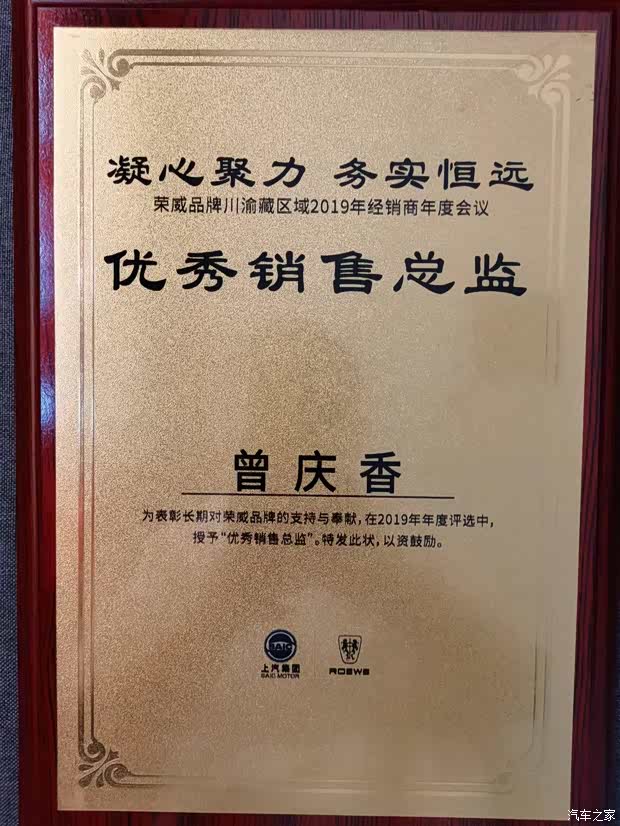 凝心聚力 务实恒远
荣威品牌川渝藏区域2019年经销商年度会议
优秀销售总监
曾庆香
为表彰长期对荣威品牌的支持与奉献，在2019年年度评选中，
授予“优秀销售总监”。特发此状，以资鼓励。
SAIC
上汽集团
SAIC MOTOR
ROEWE
汽车之家